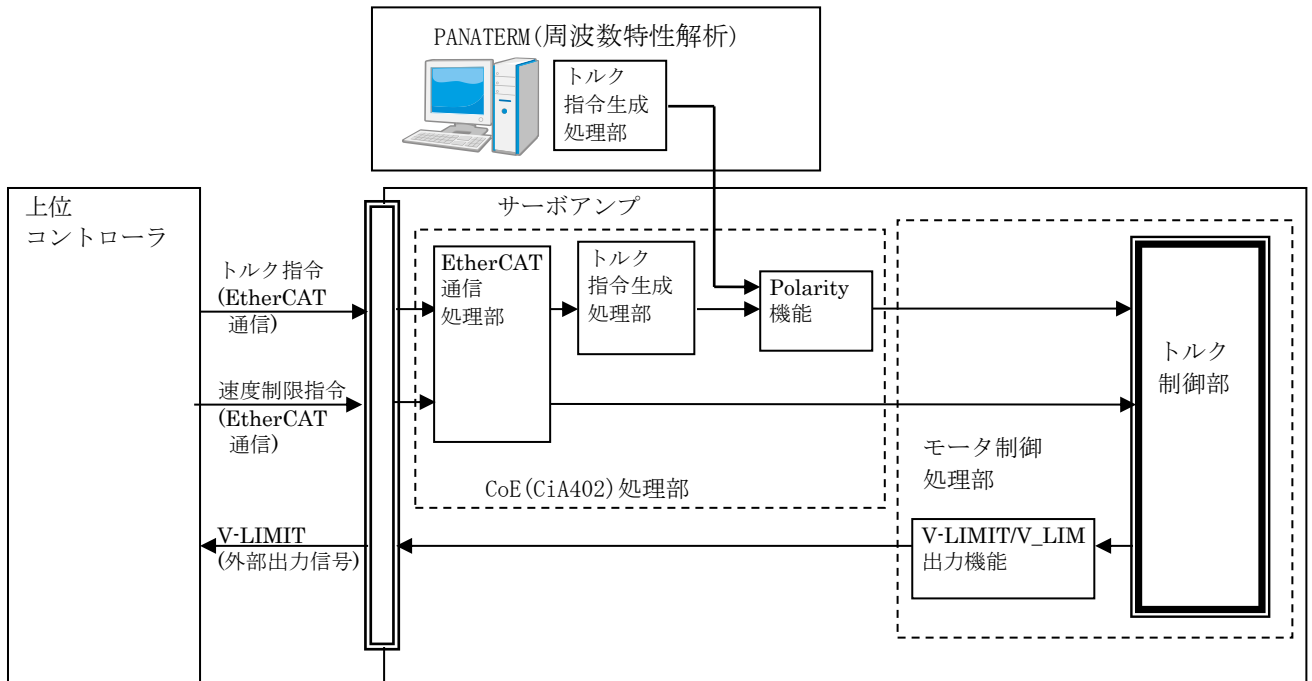 PANATERM(周波数特性解析)
トルク
指令生成
処理部
上位
コントローラ
サーボアンプ
トルク指令
(EtherCAT
通信)
EtherCAT
通信
処理部
トルク
指令生成
処理部
Polarity
機能
トルク
制御部
速度制限指令
(EtherCAT
通信)
モータ制御
処理部
CoE(CiA402)処理部
V-LIMIT
(外部出力信号)
V-LIMIT/V_LIM
出力機能